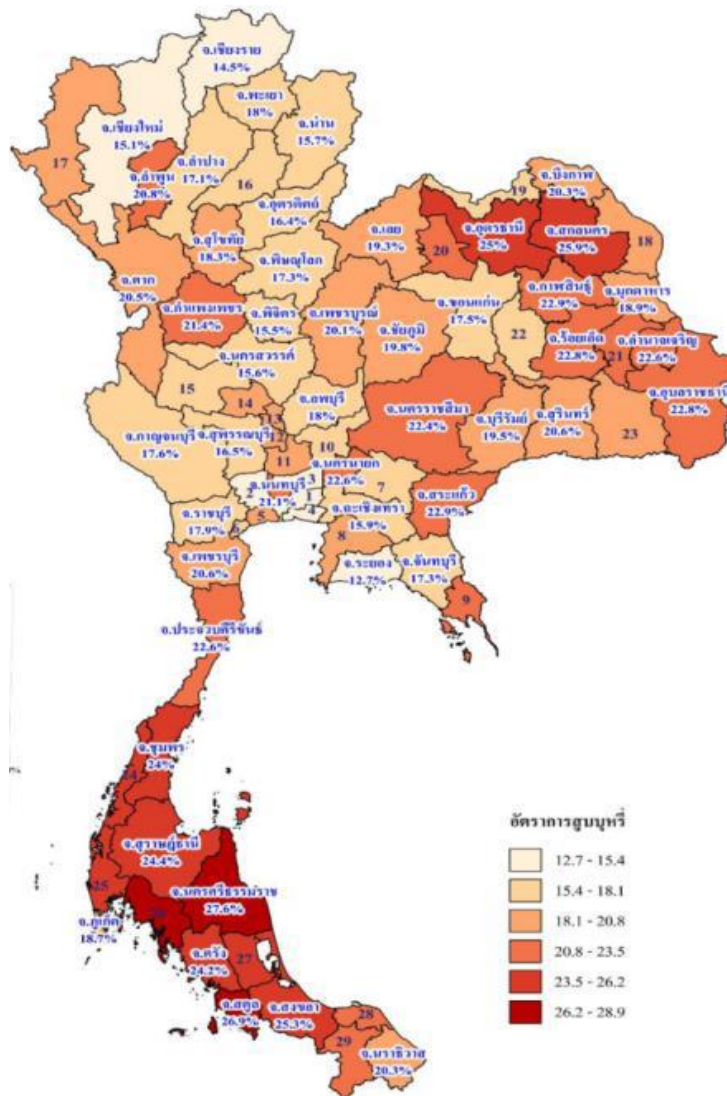 จ.เชียงราย
14.5%
จ.พะเยา
18%
จ.น่าน
15.7%
จ.เชียงใหม่
15.1%
17
จ.ลำปาง
17.1%
จ.ลำพูน
20.8%
16
จ.อุตรดิตถ์
16.4%
จ.สุโขทัย
18.3%
จ.พิษณุโลก
17.3%
จ.ตาก
20.5%
จ.กำแพงเพชร
21.4%
จ.พิจิตร
15.5%
จ.เพชรบูรณ์
20.1%
จ.เลย
19.3%
20
จ.อุดรธานี
25%
19
จ.บึงกาฬ
20.3%
จ.สกลนคร
25.9%
18
จ.กาฬสินธุ์
22.9%
จ.มุกดาหาร
18.9%
จ.ขอนแก่น
17.5%
22
จ.ชัยภูมิ
19.8%
จ.ร้อยเอ็ด
22.8%
21
จ.อำนาจเจริญ
22.6%
จ.อุบลราชธานี
22.8%
จ.นครสวรรค์
15.6%
15
14
จ.ลพบุรี
18%
จ.นครราชสีมา
22.4%
จ.บุรีรัมย์
19.5%
จ.สุรินทร์
20.6%
23
จ.กาญจนบุรี
17.6%
จ.สุพรรณบุรี
16.5%
13
12
11
10
จ.นครนายก
22.6%
7
จ.นนทบุรี
21.1%
2
3
1
4
จ.สระแก้ว
22.9%
จ.ราชบุรี
17.9%
6
5
จ.ฉะเชิงเทรา
15.9%
8
จ.เพชรบุรี
20.6%
จ.ระยอง
12.7%
จ.จันทบุรี
17.3%
9
จ.ประจวบคีรีขันธ์
22.6%
จ.ชุมพร
24%
24
จ.สุราษฎ์ธานี
24.4%
25
จ.นครศรีธรรมราช
27.6%
26
จ.ภูเก็ต
18.7%
จ.ตรัง
24.2%
27
จ.สตูล
26.9%
จ.สงขลา
25.3%
28
29
จ.นราธิวาส
20.3%
อัตราการสูบบุหรี่
12.7 - 15.4
15.4 - 18.1
18.1 - 20.8
20.8 - 23.5
23.5 - 26.2
26.2 - 28.9